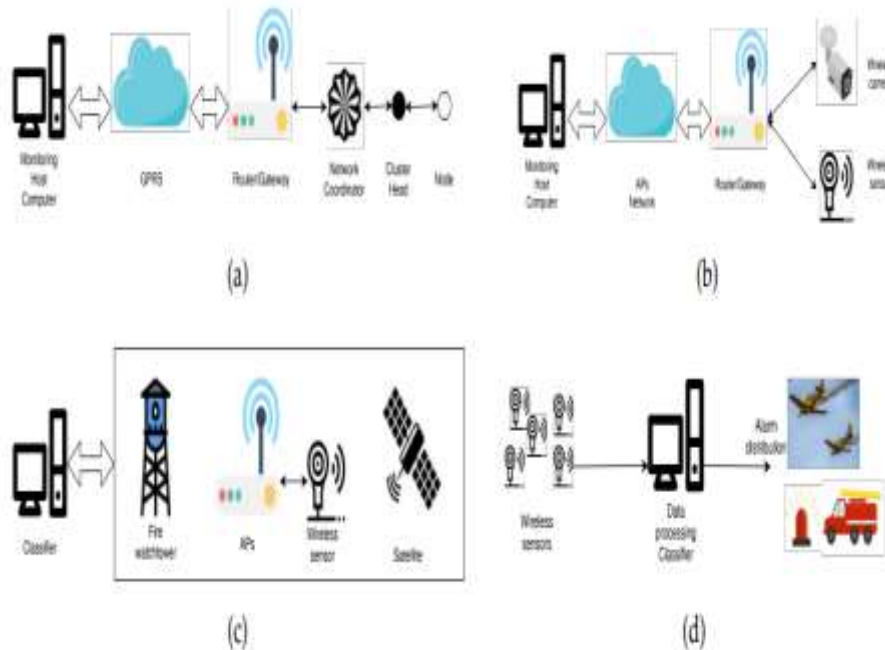 Monitoring
Host
Computer
GPRS
Router/Gateway
Network
Coordinator
Cluster
Head
Node
(a)
Monitoring
Host
Computer
APs
Network
Router/Gateway
(b)
Classifier
Fire
watchtower
APs
Wireless
sensor
Satellite
(c)
Wireless
sensors
Data
processing
Classifier
Alarm
distribution
(d)